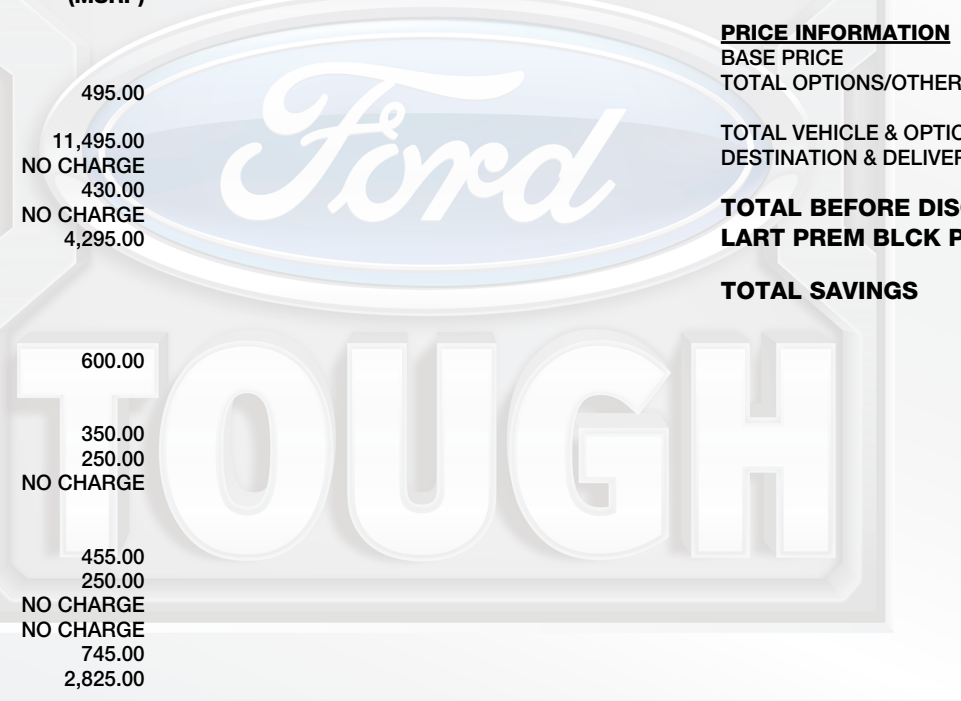 (MSRP)
495.00
11,495.00
NO CHARGE
430.00
NO CHARGE
4,295.00
600.00
350.00
250.00
NO CHARGE
455.00
250.00
NO CHARGE
NO CHARGE
745.00
2,825.00
Ford
TOUGH
PRICE INFORMATION
BASE PRICE
TOTAL OPTIONS/OTHER
TOTAL VEHICLE & OPTIO
DESTINATION & DELIVER
TOTAL BEFORE DIS
LART PREM BLCK P
TOTAL SAVINGS